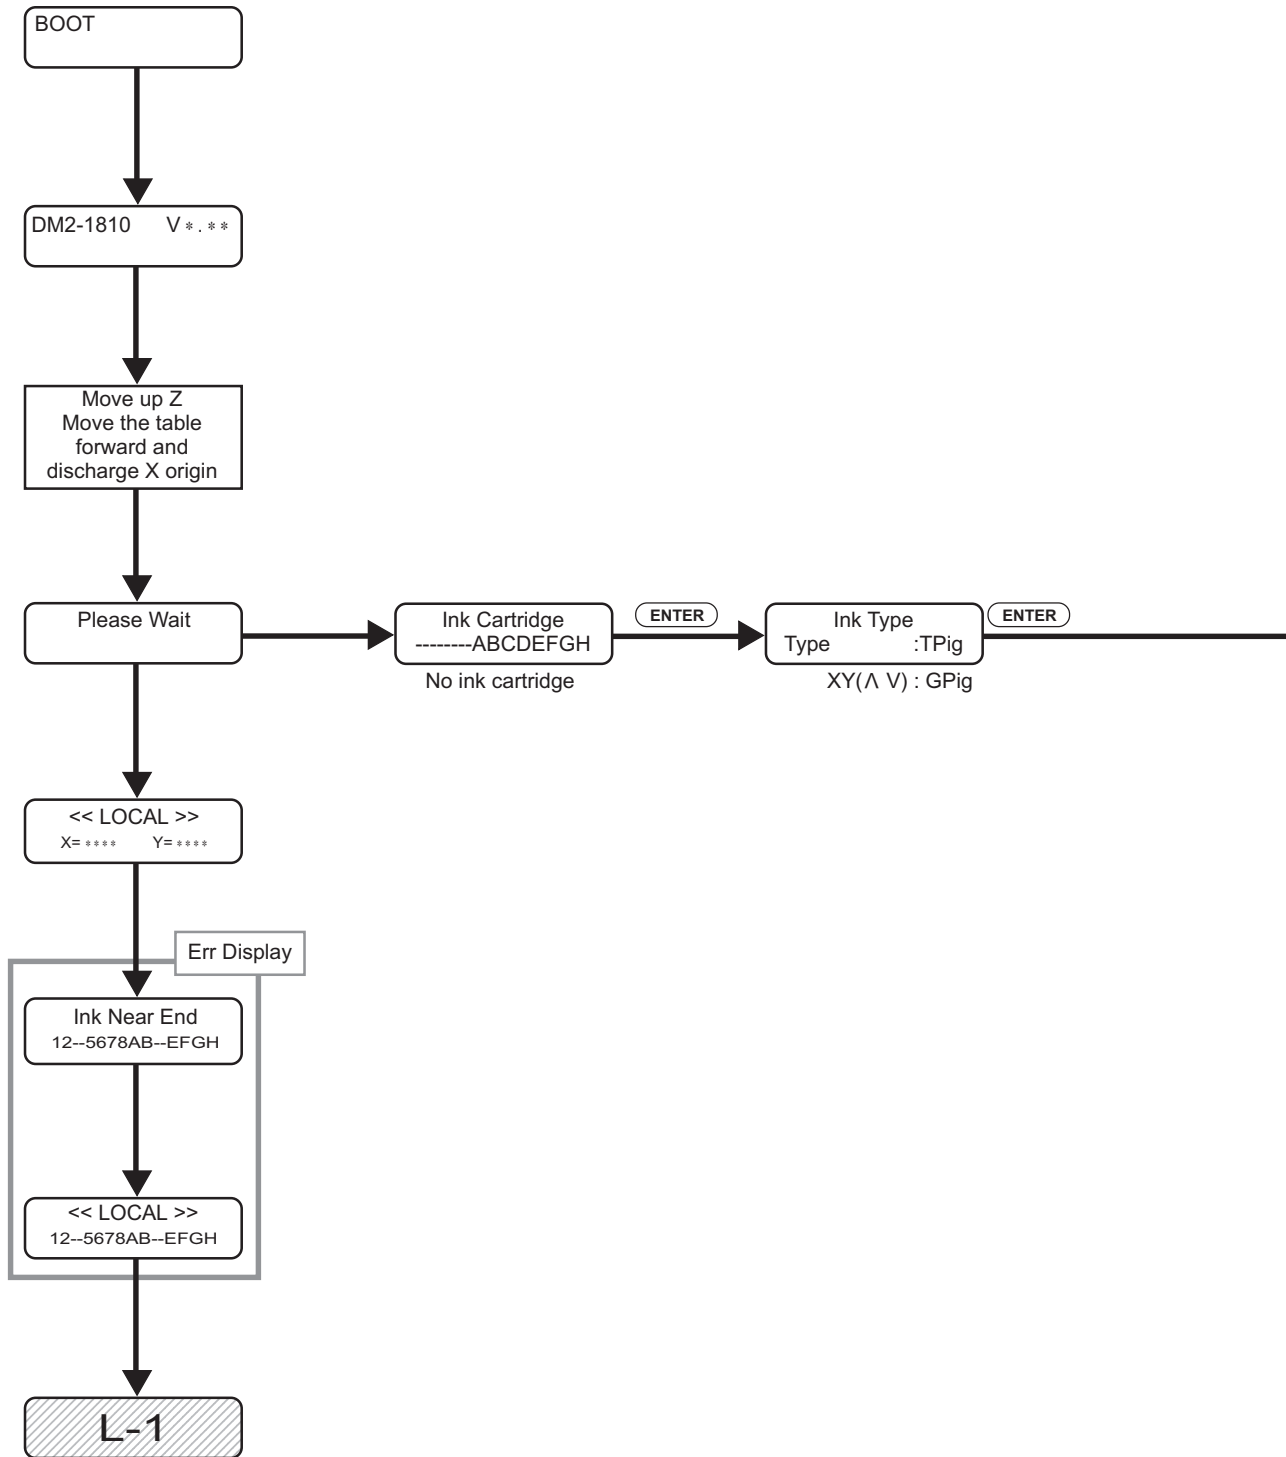 BOOT
DM2-1810 V*.**
Move up Z
Move the table
forward and
discharge X origin
Please Wait
Ink Cartridge
--------ABCDEFGH
No ink cartridge
ENTER
Ink Type
Type :TPig
XY(Λ V) : GPig
ENTER
<< LOCAL >>
X= **** Y= ****
Err Display
Ink Near End
12--5678AB--EFGH
<< LOCAL >>
12--5678AB--EFGH
L-1